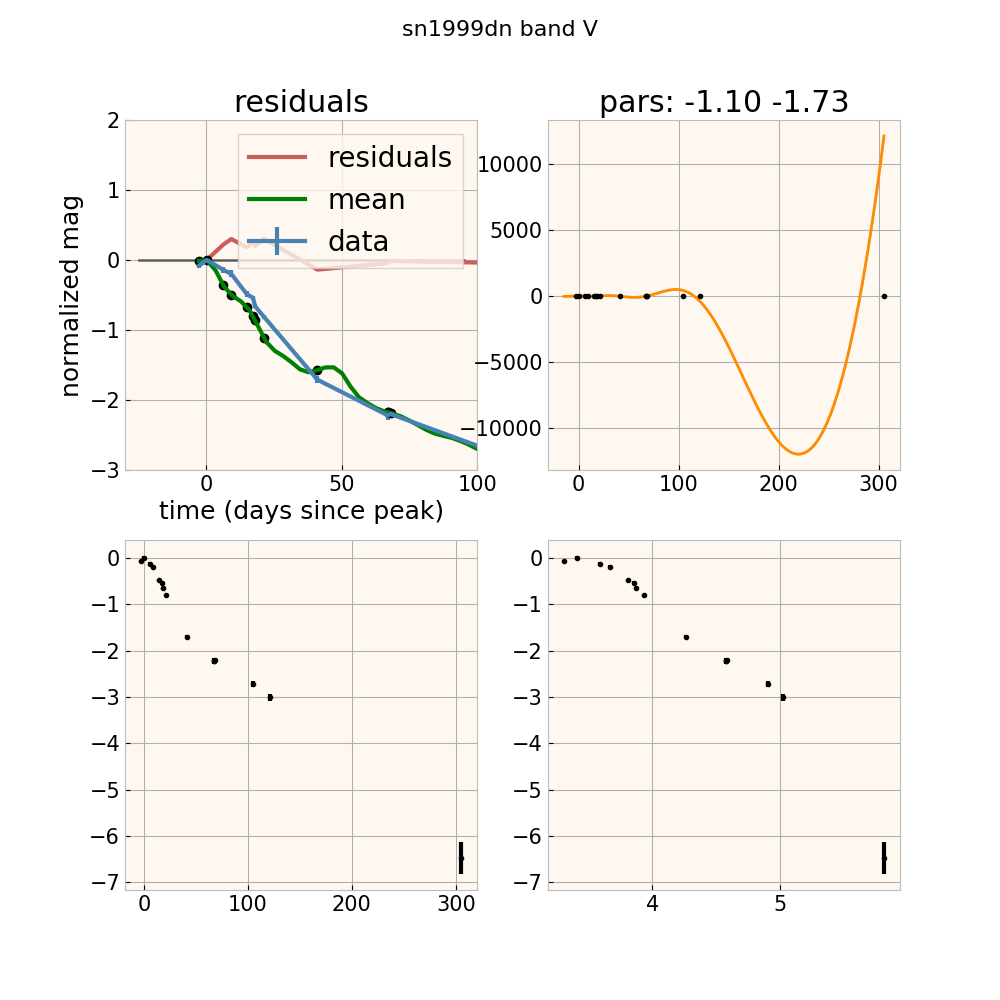 sn1999dn band V
residuals
pars: -1.10 -1.73
residuals
mean
data
normalized mag
2
1
0
−1
−2
−3
0 50 100
time (days since peak)
10000
5000
0
−5000
−10000
0 100 200 300
0
−1
−2
−3
−4
−5
−6
−7
0 100 200 300
0
−1
−2
−3
−4
−5
−6
−7
4 5